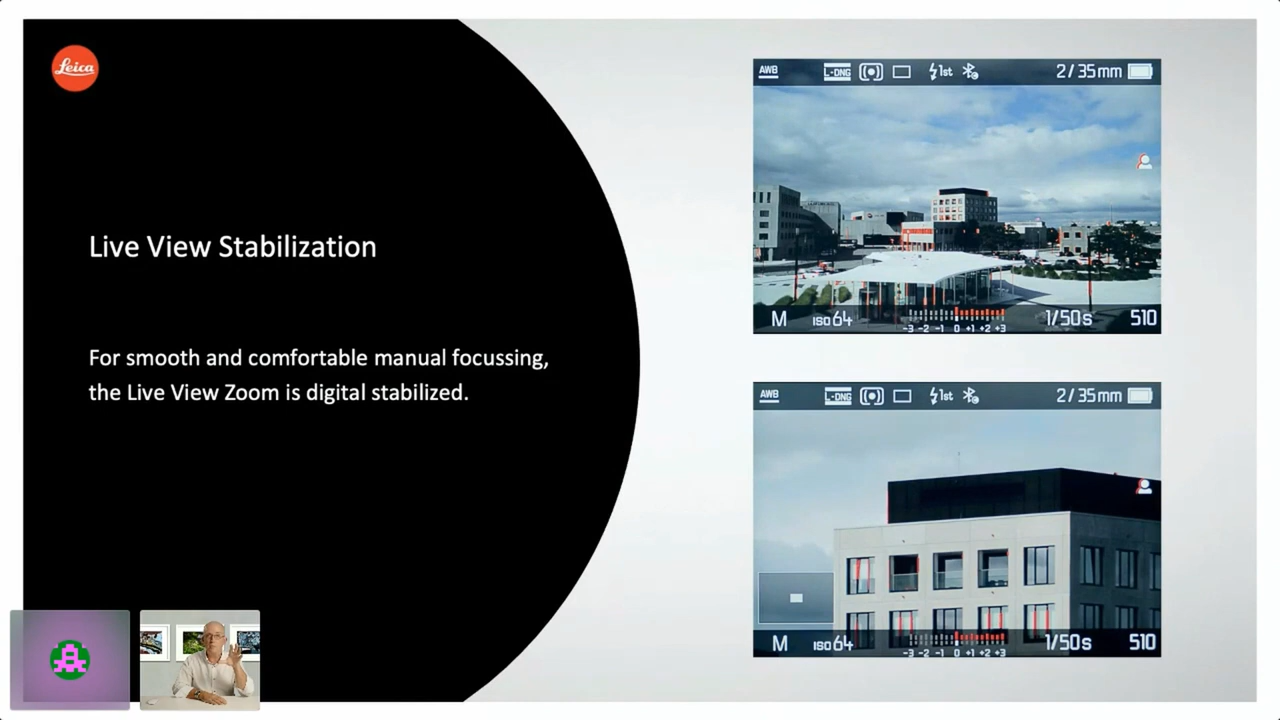 Leica
Live View Stabilization
For smooth and comfortable manual focussing,
the Live View Zoom is digital stabilized.
AWB L-DNG 1st 2/35mm
M ISO64 -3 -2 -1 0 +1 +2 +3 1/50s 510
AWB L-DNG 1st 2/35mm
M ISO64 -3 -2 -1 0 +1 +2 +3 1/50s 510